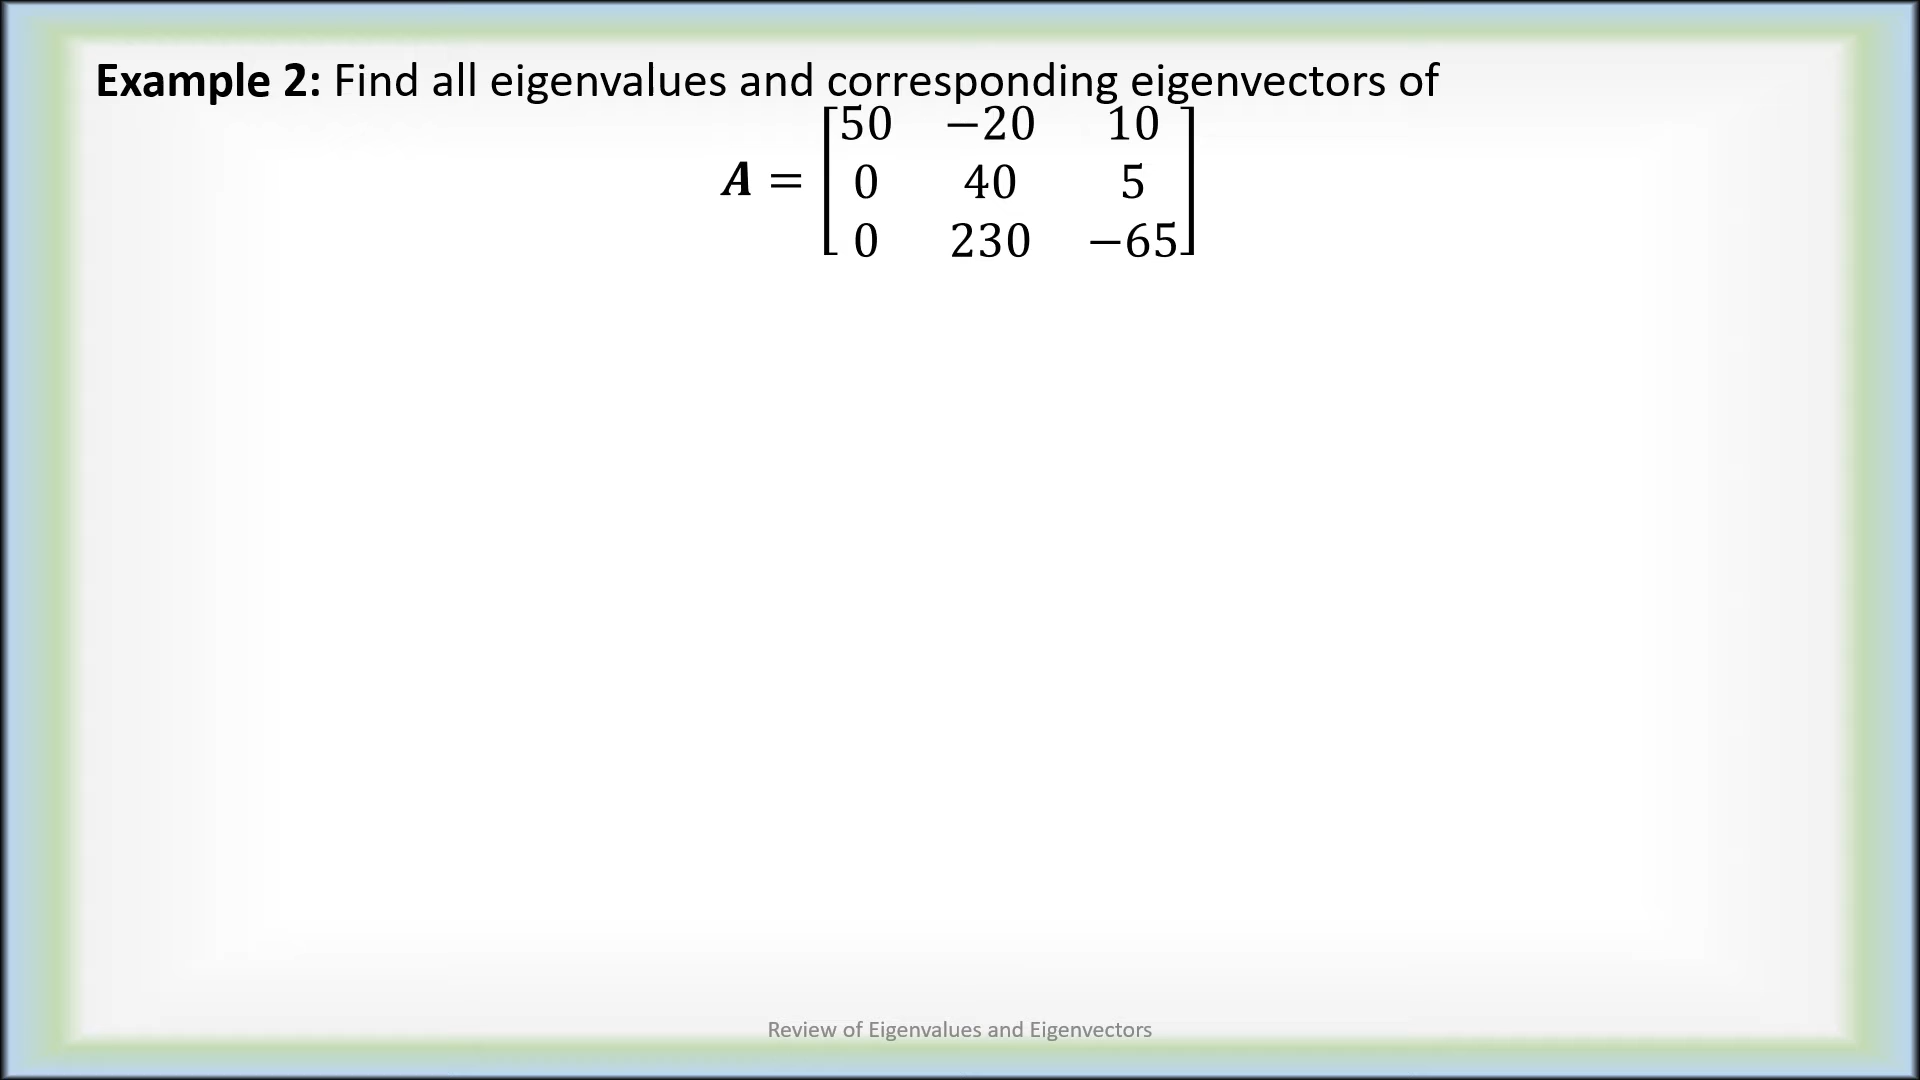 Example 2: Find all eigenvalues and corresponding eigenvectors of
A = [50 −20 10
0 40 5
0 230 −65]
Review of Eigenvalues and Eigenvectors